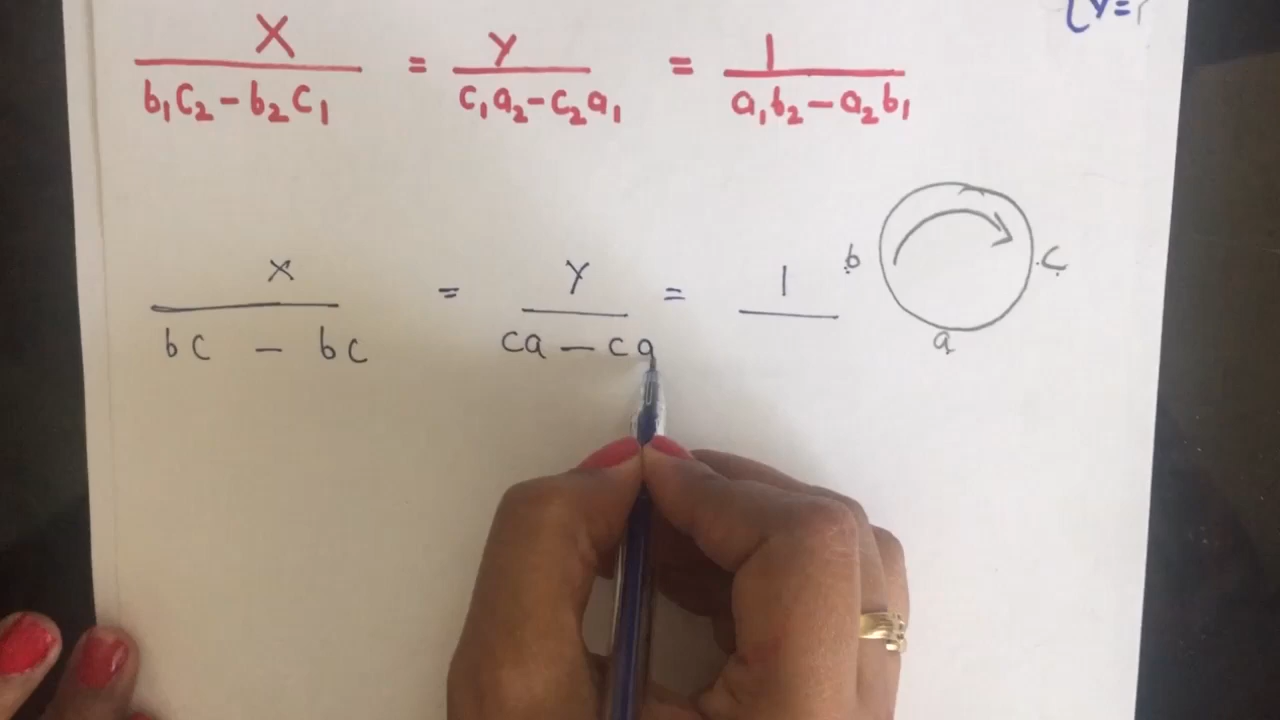 (y=
x / b₁c₂ - b₂c₁ = y / c₁a₂ - c₂a₁ = 1 / a₁b₂ - a₂b₁
x / bc - bc = y / ca - ca = 1 /
b c
a